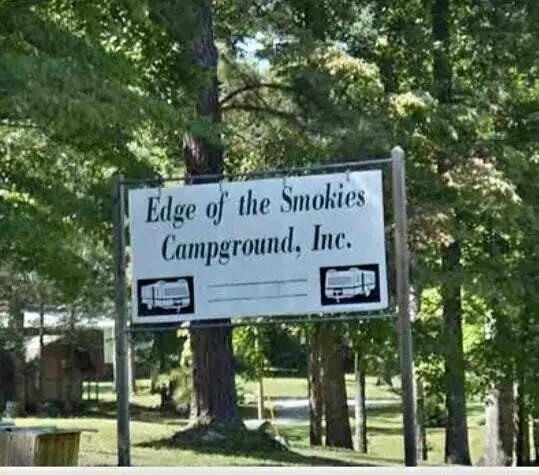 Edge of the Smokies
Campground, Inc.